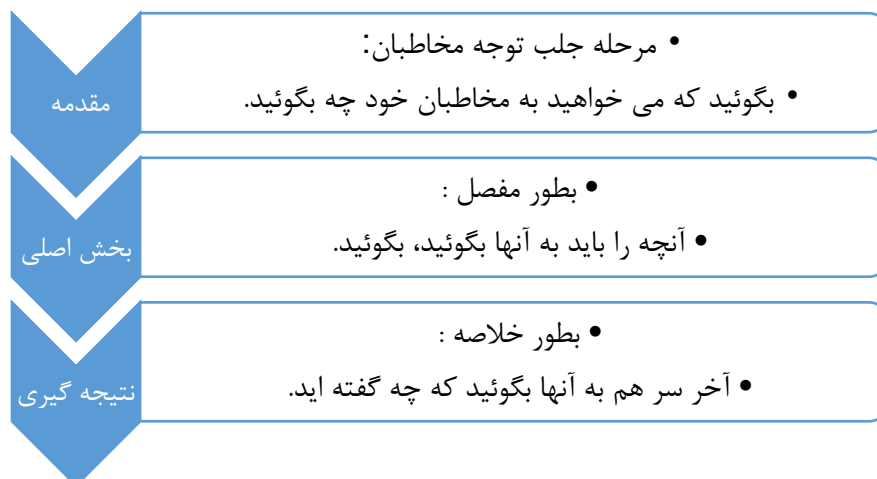 مقدمه
• مرحله جلب توجه مخاطبان:
• بگوئید که می خواهید به مخاطبان خود چه بگوئید.
بخش اصلی
• بطور مفصل :
• آنچه را باید به آنها بگوئید، بگوئید.
نتیجه گیری
• بطور خلاصه :
• آخر سر هم به آنها بگوئید که چه گفته اید.